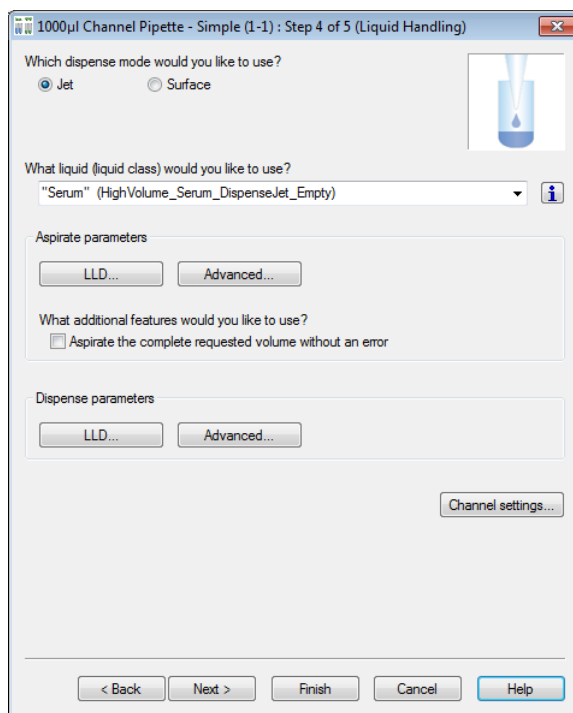 1000µl Channel Pipette - Simple (1-1) : Step 4 of 5 (Liquid Handling)
Which dispense mode would you like to use?
Jet Surface
What liquid (liquid class) would you like to use?
"Serum" (HighVolume_Serum_DispenseJet_Empty)
Aspirate parameters
LLD... Advanced...
What additional features would you like to use?
Aspirate the complete requested volume without an error
Dispense parameters
LLD... Advanced...
Channel settings...
< Back Next > Finish Cancel Help